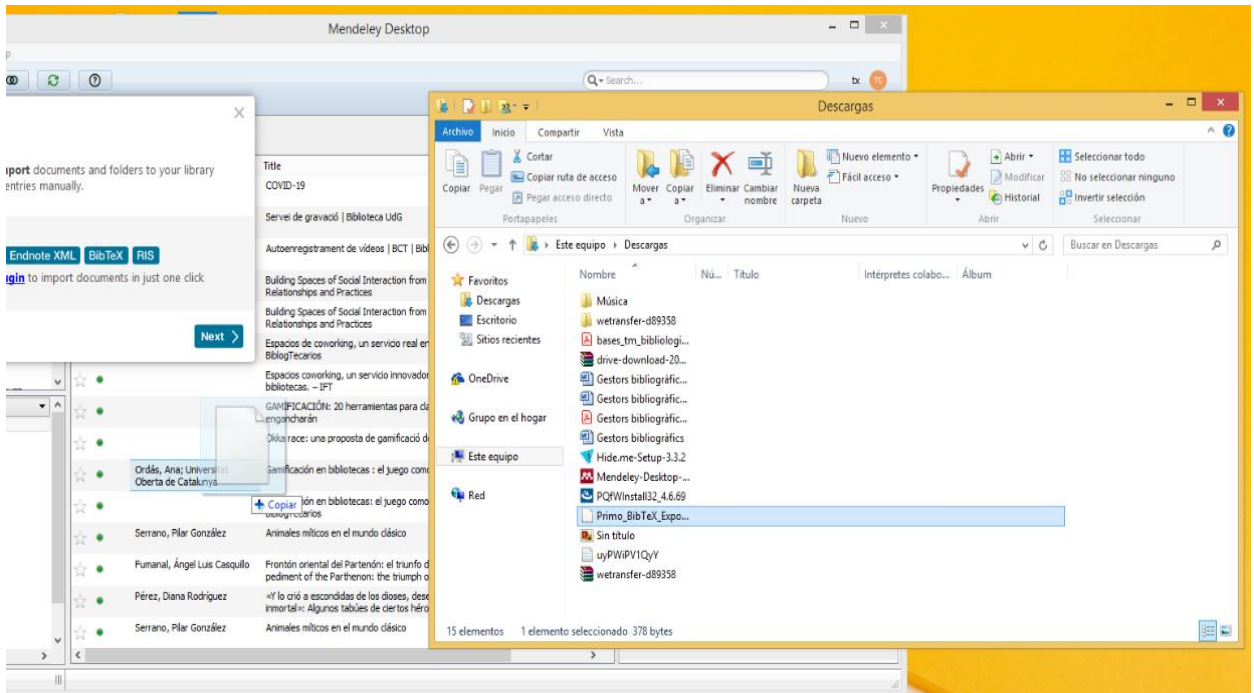 Mendeley Desktop
Search...
tx
TC
import documents and folders to your library
entries manually.
Endnote XML BibTeX RIS
to import documents in just one click
Next
Title
COVID-19
Servei de gravació | Biblioteca UdG
Autoenregistrament de vídeos | BCT | Bibl
Building Spaces of Social Interaction from
Relationships and Practices
Building Spaces of Social Interaction from
Relationships and Practices
Espacios de coworking, un servicio real en
BiblogTecarios
Espacios coworking, un servicio innovador
bibliotecas. – IFT
GAMIFICACIÓN: 20 herramientas para cla
engancharán
Okka race: una proposta de gamificació d
Ordás, Ana; Universitat
Oberta de Catalunya
Gamificación en bibliotecas : el juego como
Copiar
en bibliotecas: el juego como
Serrano, Pilar González
Animales míticos en el mundo clásico
Fumanal, Ángel Luis Casquillo
Frontón oriental del Partenón: el triunfo d
pediment of the Parthenon: the triumph o
Pérez, Diana Rodríguez
«Y lo crió a escondidas de los dioses, dese
inmortal»: Algunos tabúes de ciertos héro
Serrano, Pilar González
Animales míticos en el mundo clásico
Descargas
Archivo Inicio Compartir Vista
Copiar
Pegar
Cortar
Copiar ruta de acceso
Pegar acceso directo
Portapapeles
Mover a
Copiar a
Eliminar
Cambiar nombre
Organizar
Nueva carpeta
Nuevo elemento
Fácil acceso
Nuevo
Propiedades
Abrir
Modificar
Historial
Abrir
Seleccionar todo
No seleccionar ninguno
Invertir selección
Seleccionar
Este equipo Descargas
Buscar en Descargas
Favoritos
Descargas
Escritorio
Sitios recientes
OneDrive
Grupo en el hogar
Este equipo
Red
Nombre Nú... Título Intérpretes colabo... Álbum
Música
wetransfer-d89358
bases_tm_bibliologi...
drive-download-20...
Gestors bibliogràfic...
Gestors bibliogràfic...
Gestors bibliogràfic...
Gestors bibliogràfics
Hide.me-Setup-3.3.2
Mendeley-Desktop-...
PQfWInstall32_4.6.69
Primo_BibTeX_Expo...
Sin título
uyPWiPV1QyY
wetransfer-d89358
15 elementos 1 elemento seleccionado 378 bytes